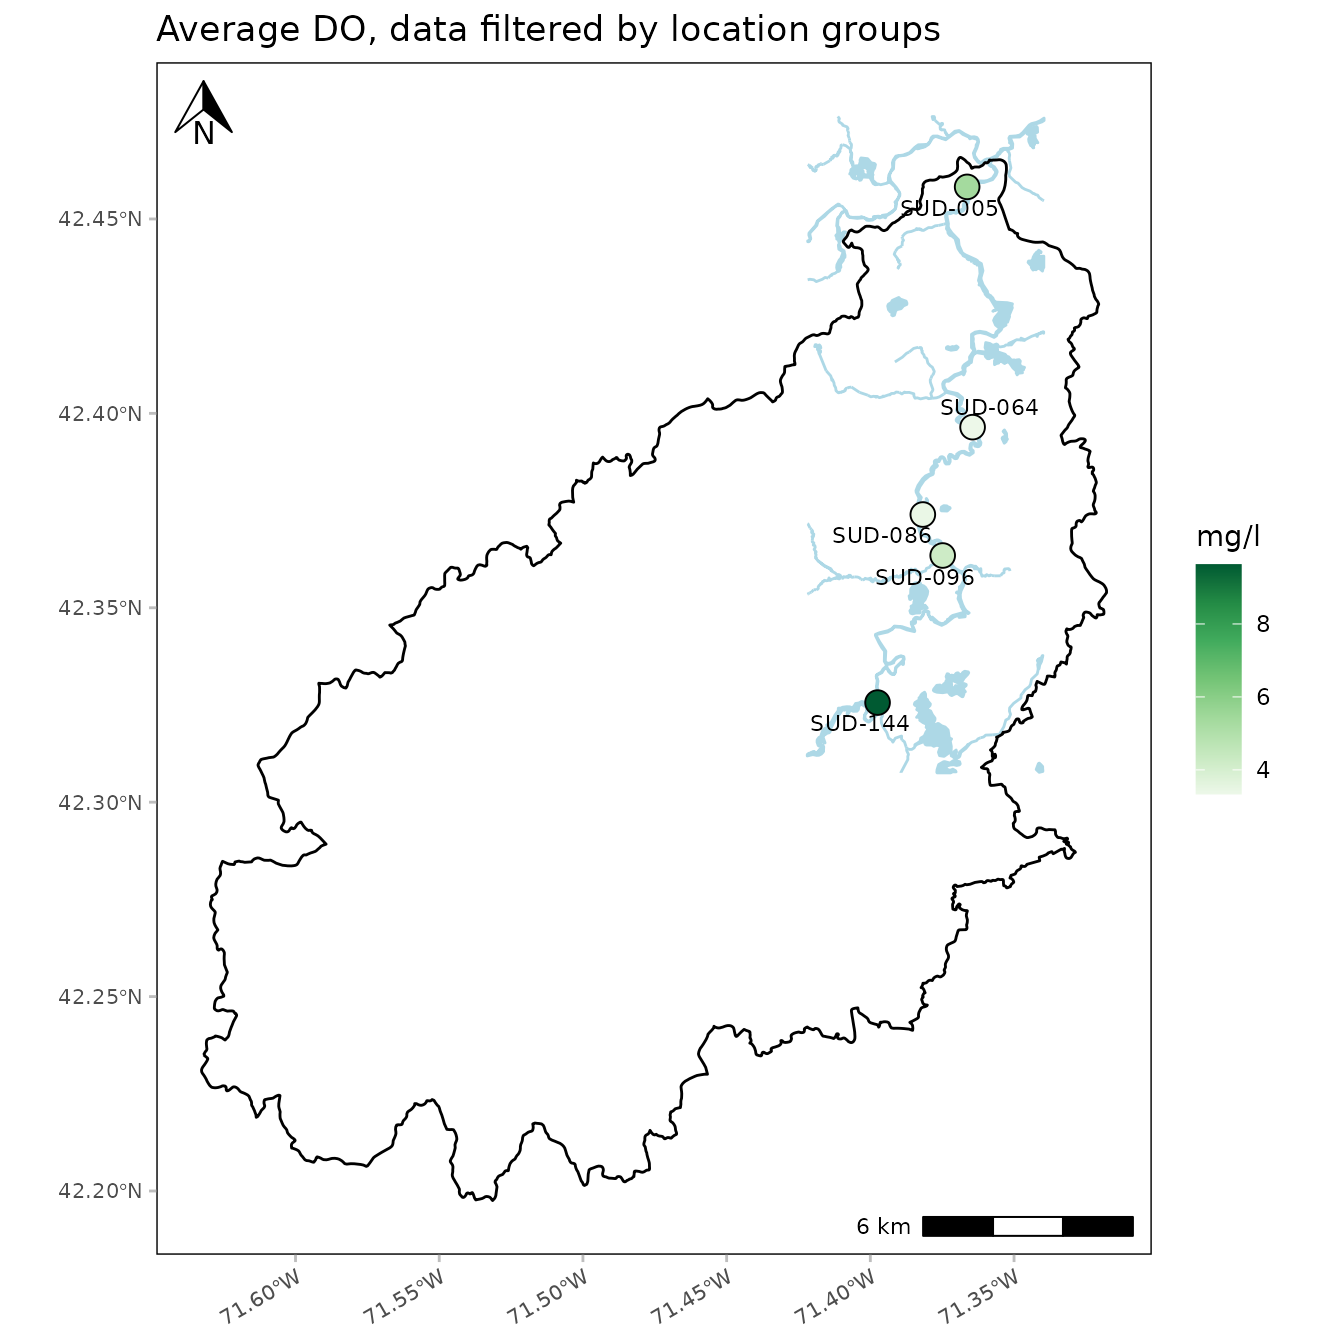 Average DO, data filtered by location groups
N
42.45°N
42.40°N
42.35°N
42.30°N
42.25°N
42.20°N
SUD-005
SUD-064
SUD-086
SUD-096
SUD-144
mg/l
8
6
4
6 km
71.60°W
71.55°W
71.50°W
71.45°W
71.40°W
71.35°W